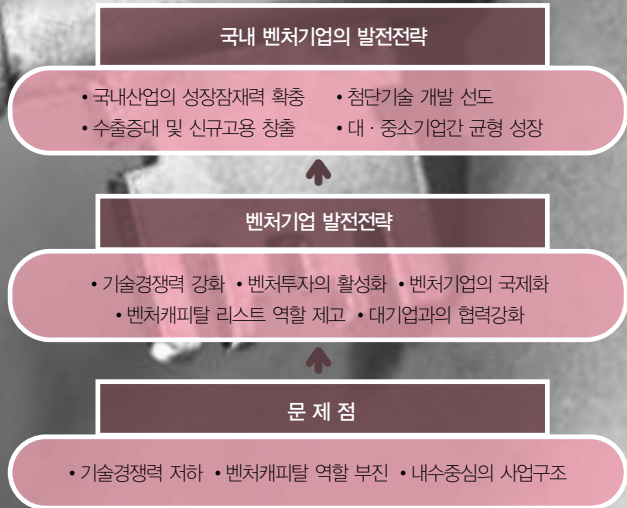 국내 벤처기업의 발전전략
• 국내산업의 성장잠재력 확충 • 첨단기술 개발 선도
• 수출증대 및 신규고용 창출 • 대 · 중소기업간 균형 성장
벤처기업 발전전략
• 기술경쟁력 강화 • 벤처투자의 활성화 • 벤처기업의 국제화
• 벤처캐피탈 리스트 역할 제고 • 대기업과의 협력강화
문 제 점
• 기술경쟁력 저하 • 벤처캐피탈 역할 부진 • 내수중심의 사업구조